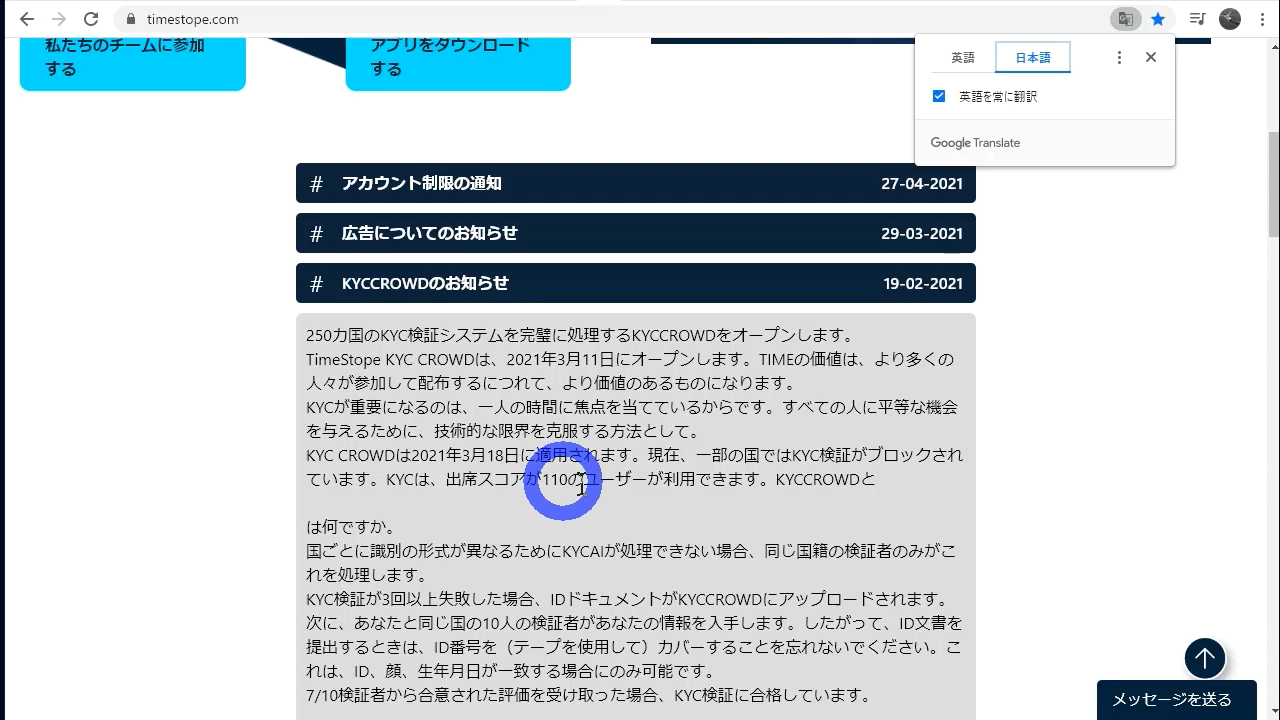 timestope.com
私たちのチームに参加
する
アプリをダウンロード
する
英語
日本語
英語を常に翻訳
Google Translate
# アカウント制限の通知 27-04-2021
# 広告についてのお知らせ 29-03-2021
# KYCCROWDのお知らせ 19-02-2021
250カ国のKYC検証システムを完璧に処理するKYCCROWDをオープンします。
TimeStope KYC CROWDは、2021年3月11日にオープンします。TIMEの価値は、より多くの
人々が参加して配布するにつれて、より価値のあるものになります。
KYCが重要になるのは、一人の時間に焦点を当てているからです。すべての人に平等な機会
を与えるために、技術的な限界を克服する方法として。
KYC CROWDは2021年3月18日に適用されます。現在、一部の国ではKYC検証がブロックされ
ています。KYCは、出席スコアが110のユーザーが利用できます。KYCCROWDと
は何ですか。
国ごとに識別の形式が異なるためにKYCAIが処理できない場合、同じ国籍の検証者のみがこ
れを処理します。
KYC検証が3回以上失敗した場合、IDドキュメントがKYCCROWDにアップロードされます。
次に、あなたと同じ国の10人の検証者があなたの情報を入手します。したがって、ID文書を
提出するときは、ID番号を（テープを使用して）カバーすることを忘れないでください。こ
れは、ID、顔、生年月日が一致する場合にのみ可能です。
7/10検証者から合意された評価を受け取った場合、KYC検証に合格しています。
メッセージを送る